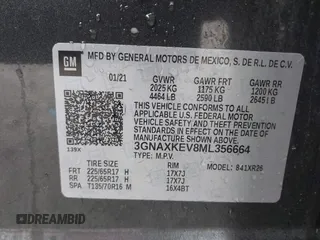 GM
MFD BY GENERAL MOTORS DE MEXICO, S. DE R.L. DE C.V.
01/21 GVWR GAWR FRT GAWR RR
2025 KG 1175 KG 1200 KG
4464 LB 2590 LB 2645 LB
THIS VEHICLE CONFORMS TO ALL APPLICABLE U.S. FEDERAL MOTOR VEHICLE SAFETY, BUMPER, AND THEFT PREVENTION STANDARDS IN EFFECT ON THE DATE OF MANUFACTURE SHOWN ABOVE.
139X
3GNAXKEV8ML356664
TYPE: M.P.V. MODEL: 841XR26
TIRE SIZE RIM
FRT 225/65R17 H 17X7J
RR 225/65R17 H 17X7J
SPA T135/70R16 M 16X4BT
DREAMBID